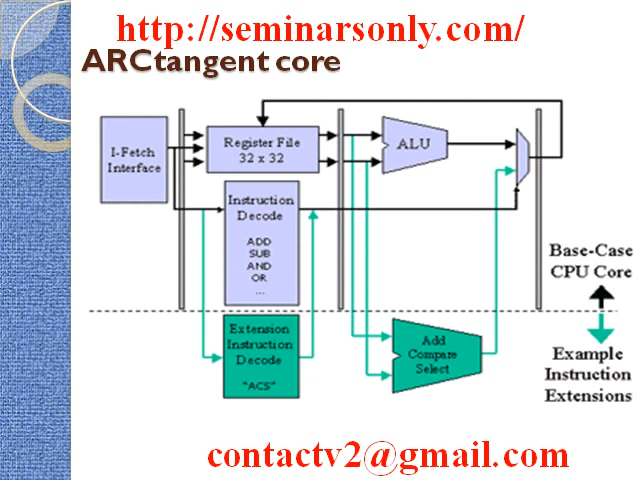 http://seminarsonly.com/
ARCtangent core
I-Fetch
Interface
Register File
32 x 32
ALU
Instruction
Decode
ADD
SUB
AND
OR
...
Base-Case
CPU Core
Extension
Instruction
Decode
"ACS"
Add
Compare
Select
Example
Instruction
Extensions
contactv2@gmail.com